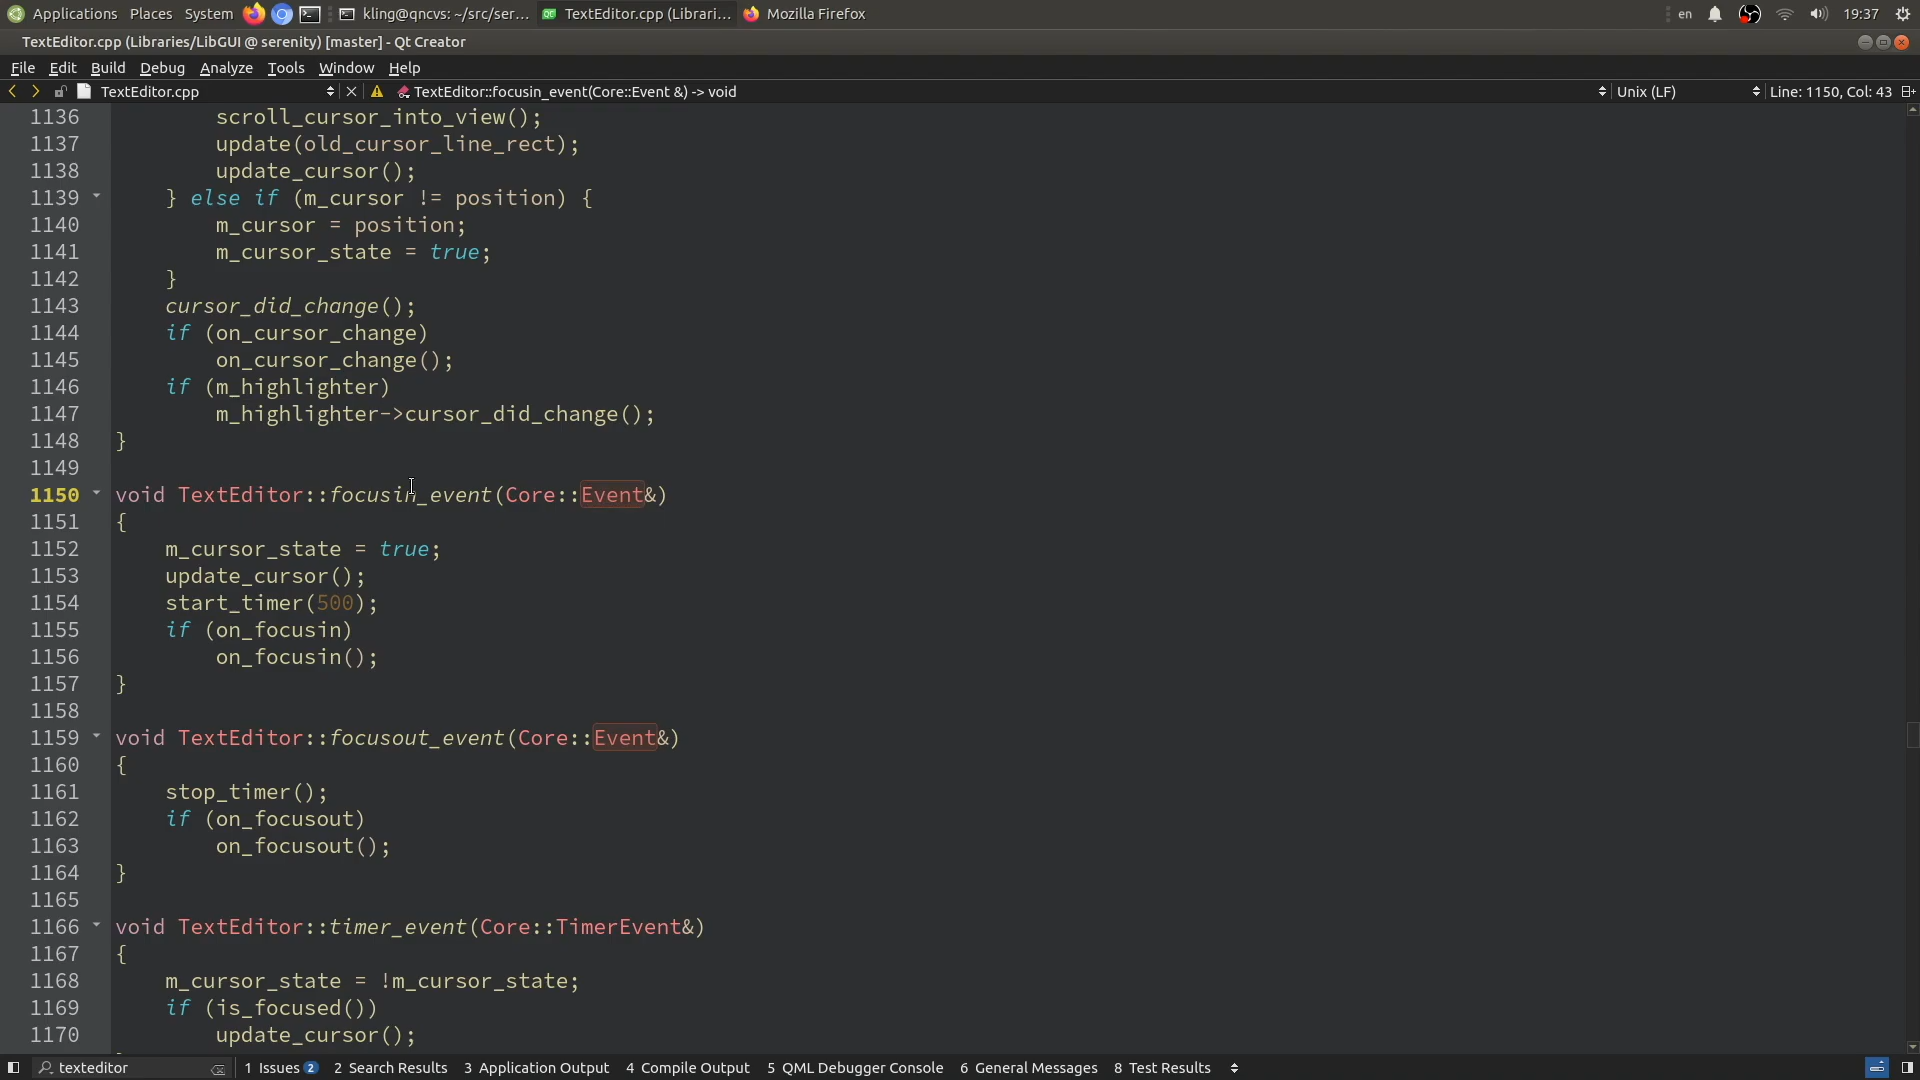 Applications Places System kling@qncvs: ~/src/ser... TextEditor.cpp (Librari... Mozilla Firefox en 19:37
TextEditor.cpp (Libraries/LibGUI @ serenity) [master] - Qt Creator
File Edit Build Debug Analyze Tools Window Help
TextEditor.cpp TextEditor::focusin_event(Core::Event &) -> void Unix (LF) Line: 1150, Col: 43
1136         scroll_cursor_into_view();
1137         update(old_cursor_line_rect);
1138         update_cursor();
1139     } else if (m_cursor != position) {
1140         m_cursor = position;
1141         m_cursor_state = true;
1142     }
1143     cursor_did_change();
1144     if (on_cursor_change)
1145         on_cursor_change();
1146     if (m_highlighter)
1147         m_highlighter->cursor_did_change();
1148 }
1149
1150 void TextEditor::focusin_event(Core::Event&)
1151 {
1152     m_cursor_state = true;
1153     update_cursor();
1154     start_timer(500);
1155     if (on_focusin)
1156         on_focusin();
1157 }
1158
1159 void TextEditor::focusout_event(Core::Event&)
1160 {
1161     stop_timer();
1162     if (on_focusout)
1163         on_focusout();
1164 }
1165
1166 void TextEditor::timer_event(Core::TimerEvent&)
1167 {
1168     m_cursor_state = !m_cursor_state;
1169     if (is_focused())
1170         update_cursor();
texteditor 1 Issues 2 2 Search Results 3 Application Output 4 Compile Output 5 QML Debugger Console 6 General Messages 8 Test Results